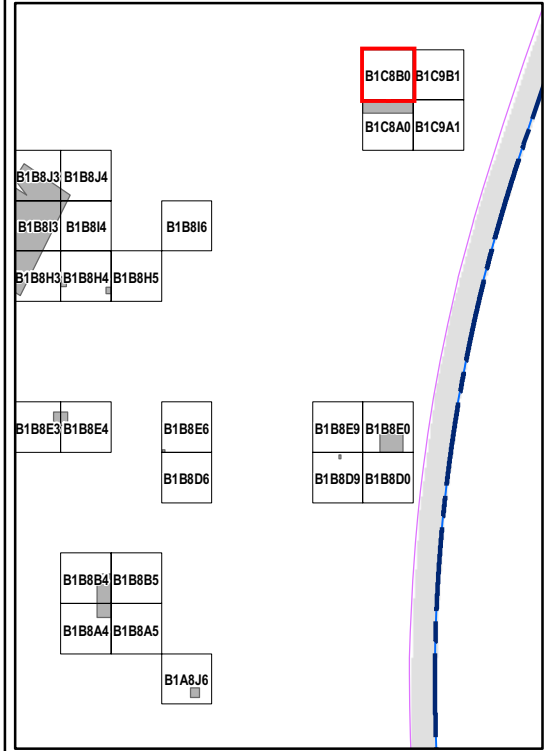 B1C8B0 B1C9B1
B1C8A0 B1C9A1
B1B8J3 B1B8J4
B1B8I3 B1B8I4 B1B8I6
B1B8H3 B1B8H4 B1B8H5
B1B8E3 B1B8E4 B1B8E6 B1B8E9 B1B8E0
B1B8D6 B1B8D9 B1B8D0
B1B8B4 B1B8B5
B1B8A4 B1B8A5
B1A8J6